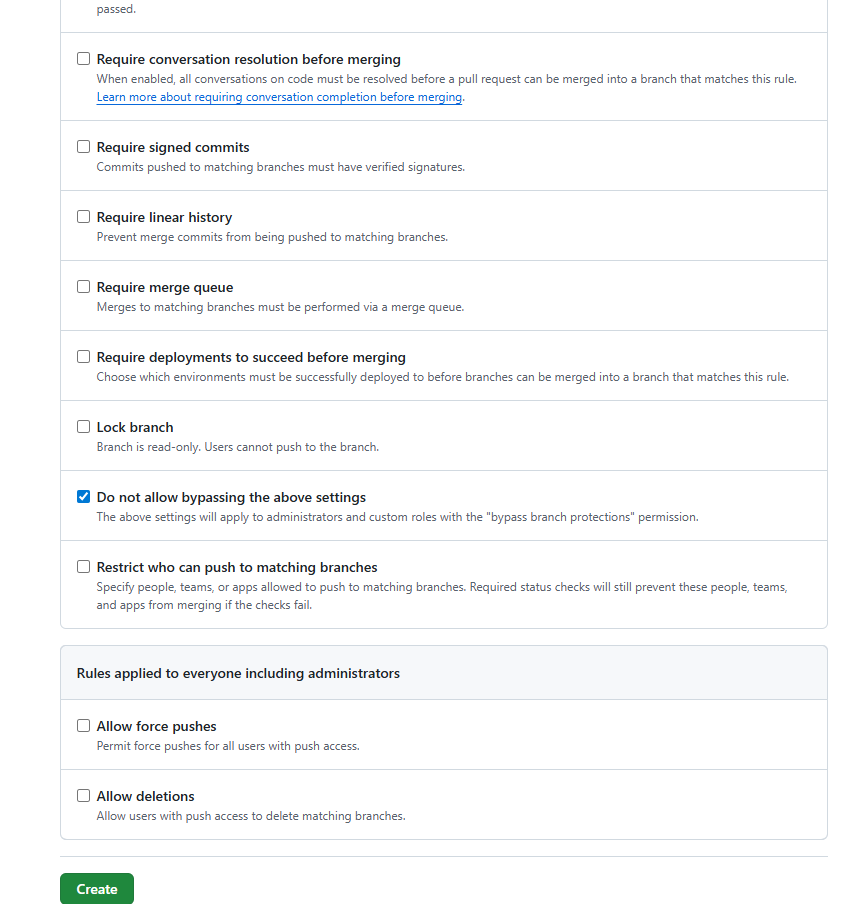 passed.
Require conversation resolution before merging
When enabled, all conversations on code must be resolved before a pull request can be merged into a branch that matches this rule.
Learn more about requiring conversation completion before merging.
Require signed commits
Commits pushed to matching branches must have verified signatures.
Require linear history
Prevent merge commits from being pushed to matching branches.
Require merge queue
Merges to matching branches must be performed via a merge queue.
Require deployments to succeed before merging
Choose which environments must be successfully deployed to before branches can be merged into a branch that matches this rule.
Lock branch
Branch is read-only. Users cannot push to the branch.
Do not allow bypassing the above settings
The above settings will apply to administrators and custom roles with the "bypass branch protections" permission.
Restrict who can push to matching branches
Specify people, teams, or apps allowed to push to matching branches. Required status checks will still prevent these people, teams,
and apps from merging if the checks fail.
Rules applied to everyone including administrators
Allow force pushes
Permit force pushes for all users with push access.
Allow deletions
Allow users with push access to delete matching branches.
Create